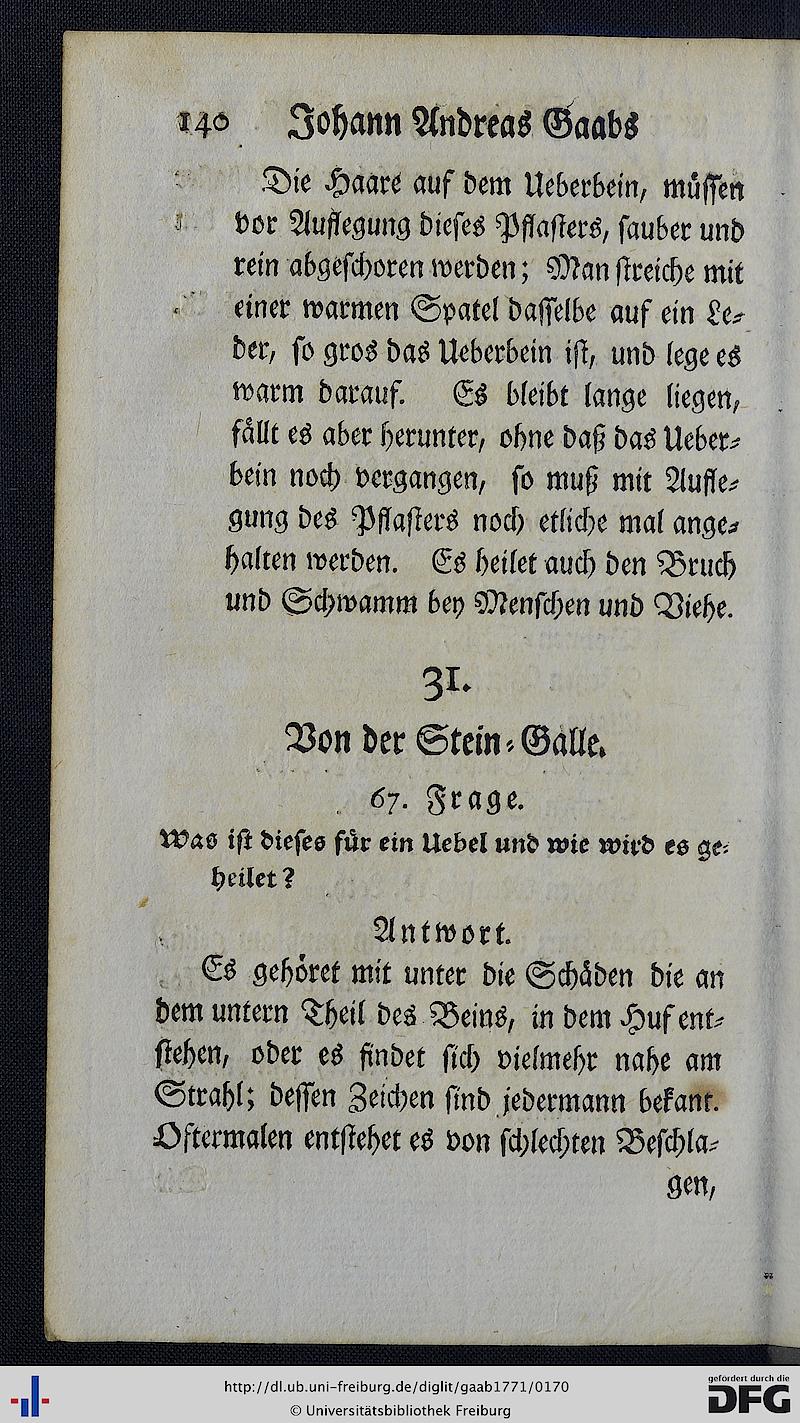 140 Johann Andreas Gaabs
Die Haare auf dem Ueberbein, müssen
vor Auflegung dieses Pflasters, sauber und
rein abgeschoren werden; Man streiche mit
einer warmen Spatel dasselbe auf ein Le-
der, so gros das Ueberbein ist, und lege es
warm darauf. Es bleibt lange liegen,
fällt es aber herunter, ohne daß das Ueber-
bein noch vergangen, so muß mit Aufle-
gung des Pflasters noch etliche mal ange-
halten werden. Es heilet auch den Bruch
und Schwamm bey Menschen und Viehe.
31.
Von der Stein-Galle.
67. Frage.
Was ist dieses für ein Uebel und wie wird es ge-
heilet?
Antwort.
Es gehöret mit unter die Schäden die an
dem untern Theil des Beins, in dem Huf ent-
stehen, oder es findet sich vielmehr nahe am
Strahl; dessen Zeichen sind jedermann bekant.
Oftermalen entstehet es von schlechten Beschla-
gen,
http://dl.ub.uni-freiburg.de/diglit/gaab1771/0170
© Universitätsbibliothek Freiburg
gefördert durch die
DFG